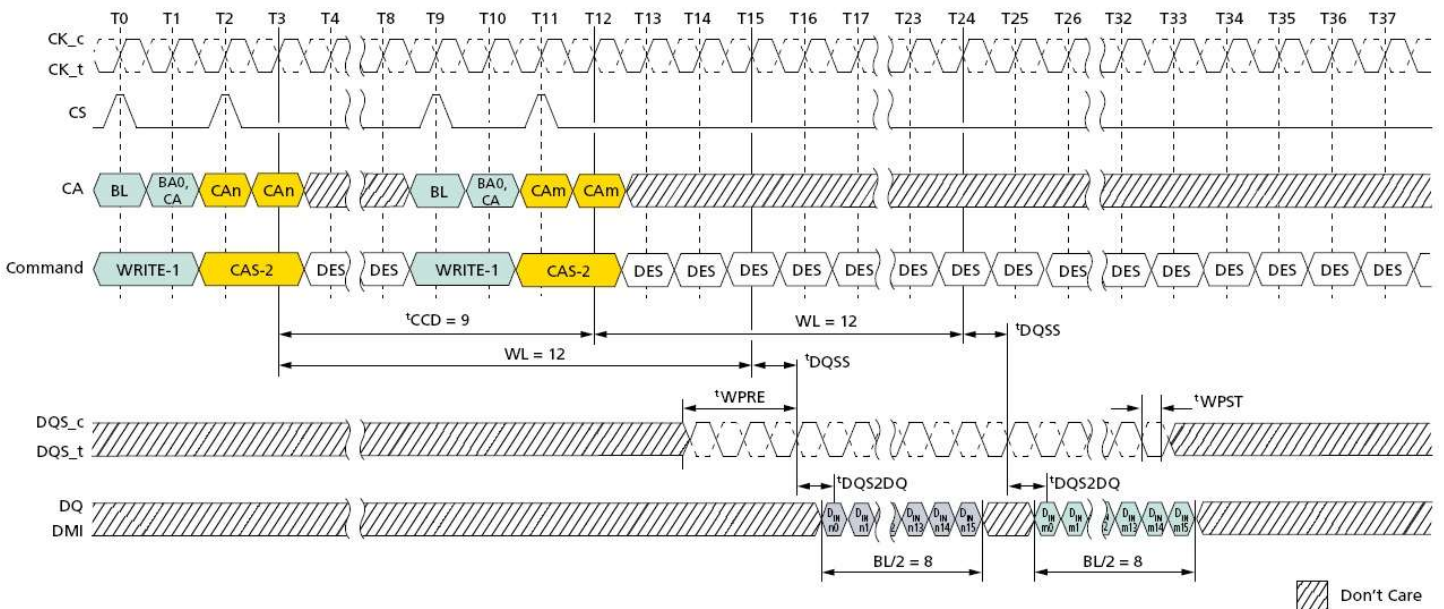 T0 T1 T2 T3 T4 T8 T9 T10 T11 T12 T13 T14 T15 T16 T17 T23 T24 T25 T26 T32 T33 T34 T35 T36 T37
CK_c
CK_t
CS
CA BL BA0, CA CAn CAn BL BA0, CA CAm CAm
Command WRITE-1 CAS-2 DES DES WRITE-1 CAS-2 DES DES DES DES DES DES DES DES DES DES DES DES DES DES DES
tCCD = 9 WL = 12 tDQSS
WL = 12 tDQSS
tWPRE tWPST
DQS_c
DQS_t
tDQS2DQ tDQS2DQ
DQ
DMI
DIN n0 DIN n1 DIN n13 DIN n14 DIN n15 DIN m0 DIN m1 DIN m13 DIN m14 DIN m15
BL/2 = 8 BL/2 = 8
Don't Care